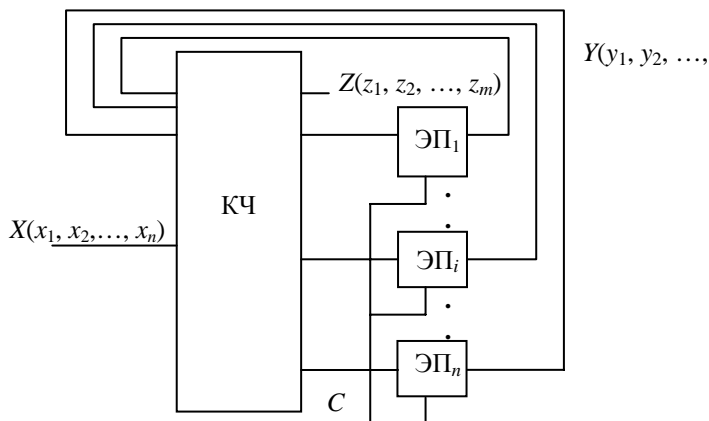 Y(y₁, y₂, …,
Z(z₁, z₂, …, zₘ)
ЭП₁
КЧ
X(x₁, x₂,…, xₙ)
ЭПᵢ
ЭПₙ
C